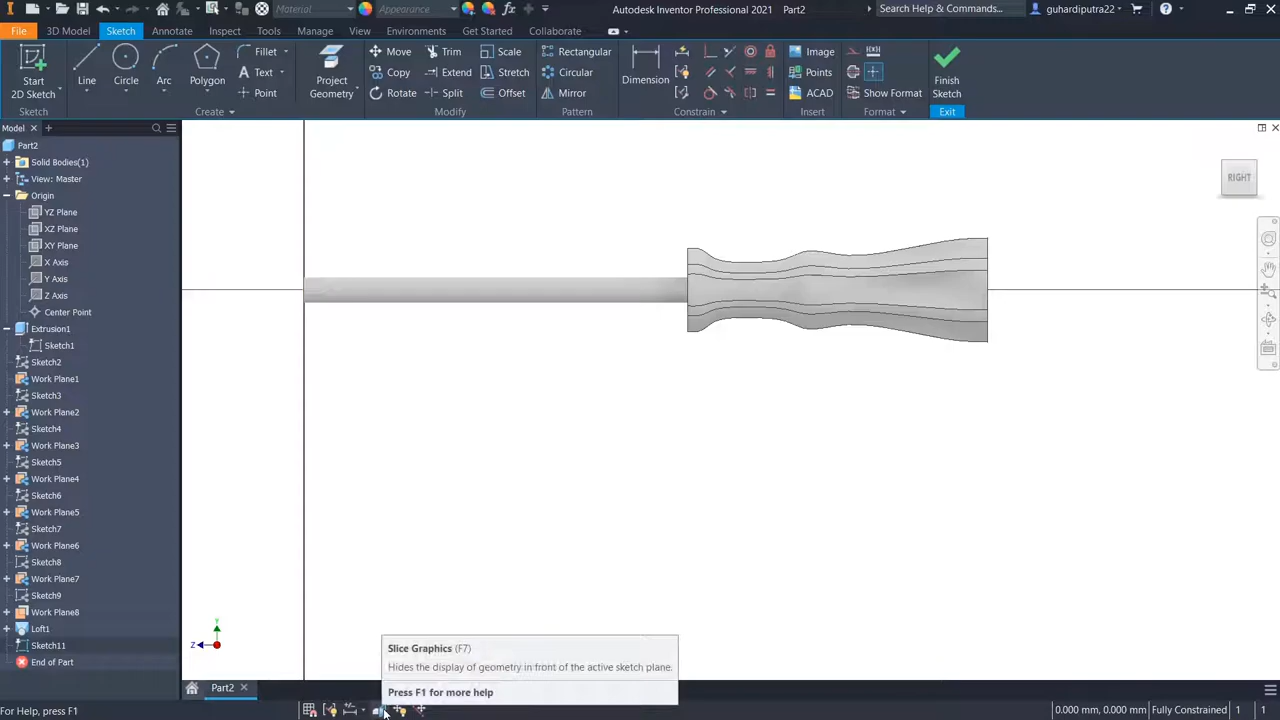 Material
Appearance
Autodesk Inventor Professional 2021 Part2
Search Help & Commands...
guhardiputra22
File
3D Model
Sketch
Annotate
Inspect
Tools
Manage
View
Environments
Get Started
Collaborate
Start
2D Sketch
Line
Circle
Arc
Polygon
Fillet
Text
Point
Project
Geometry
Move
Copy
Rotate
Trim
Extend
Split
Scale
Stretch
Offset
Rectangular
Circular
Mirror
Dimension
Image
Points
ACAD
Show Format
Finish
Sketch
Sketch
Create
Modify
Pattern
Constrain
Insert
Format
Exit
Model
Part2
Solid Bodies(1)
View: Master
Origin
YZ Plane
XZ Plane
XY Plane
X Axis
Y Axis
Z Axis
Center Point
Extrusion1
Sketch1
Sketch2
Work Plane1
Sketch3
Work Plane2
Sketch4
Work Plane3
Sketch5
Work Plane4
Sketch6
Work Plane5
Sketch7
Work Plane6
Sketch8
Work Plane7
Sketch9
Work Plane8
Loft1
Sketch11
End of Part
RIGHT
Y
Z
Slice Graphics (F7)
Hides the display of geometry in front of the active sketch plane.
Press F1 for more help
Part2
For Help, press F1
0.000 mm, 0.000 mm
Fully Constrained
1
1